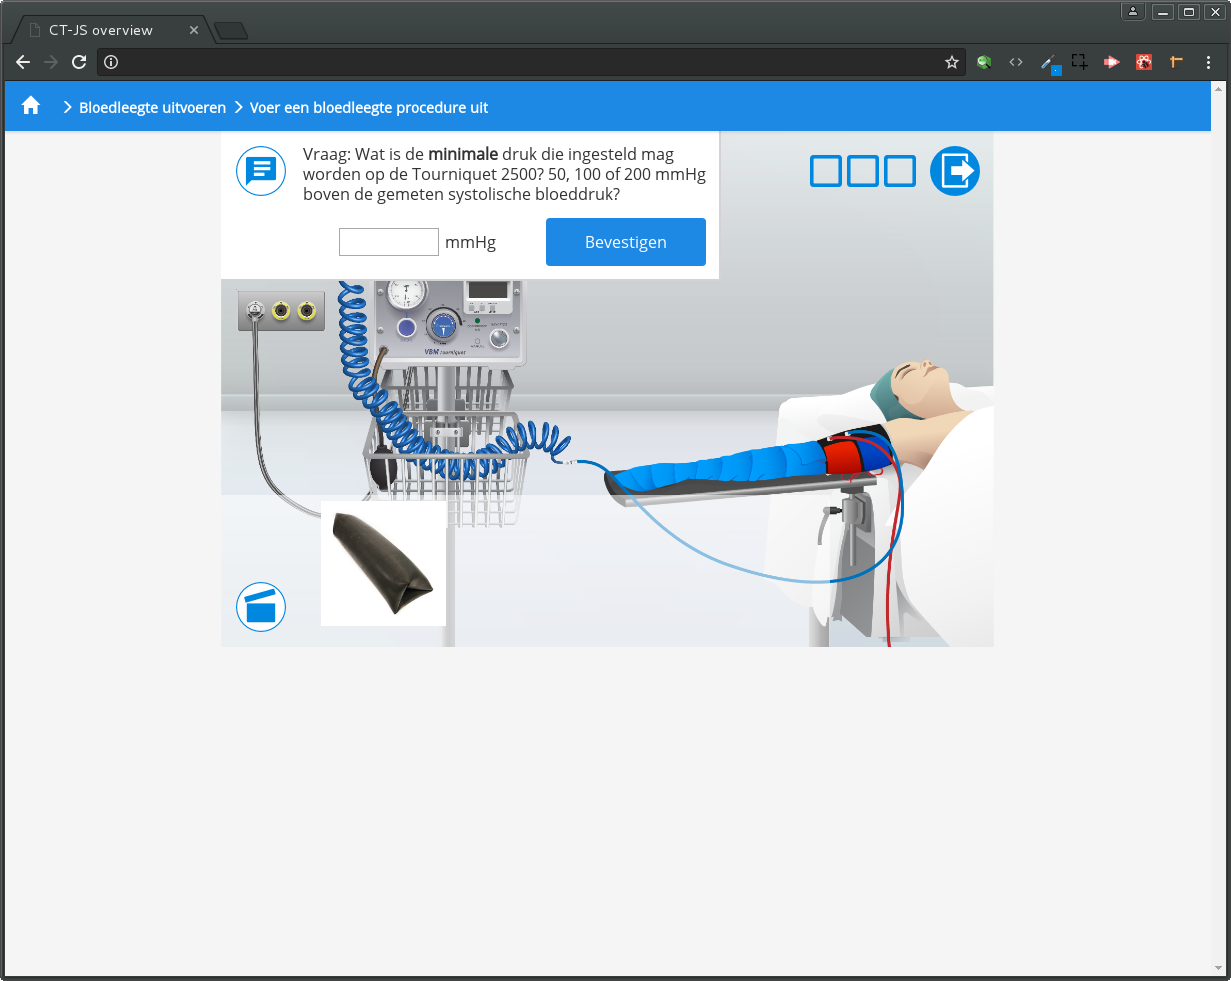 CT-JS overview
Bloedleegte uitvoeren
Voer een bloedleegte procedure uit
Vraag: Wat is de minimale druk die ingesteld mag
worden op de Tourniquet 2500? 50, 100 of 200 mmHg
boven de gemeten systolische bloeddruk?
mmHg
Bevestigen
VBM tourniquet